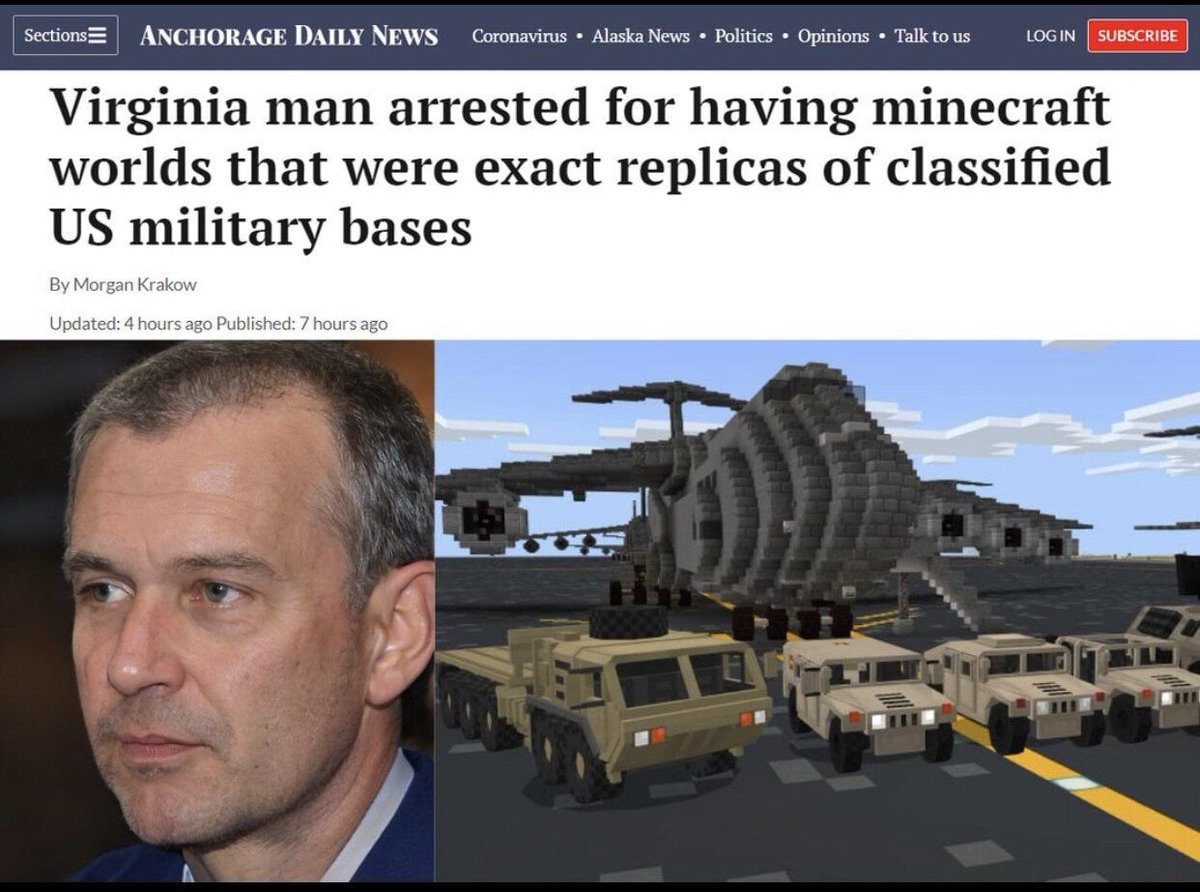 Sections
ANCHORAGE DAILY NEWS
Coronavirus • Alaska News • Politics • Opinions • Talk to us
LOG IN
SUBSCRIBE
Virginia man arrested for having minecraft
worlds that were exact replicas of classified
US military bases
By Morgan Krakow
Updated: 4 hours ago Published: 7 hours ago